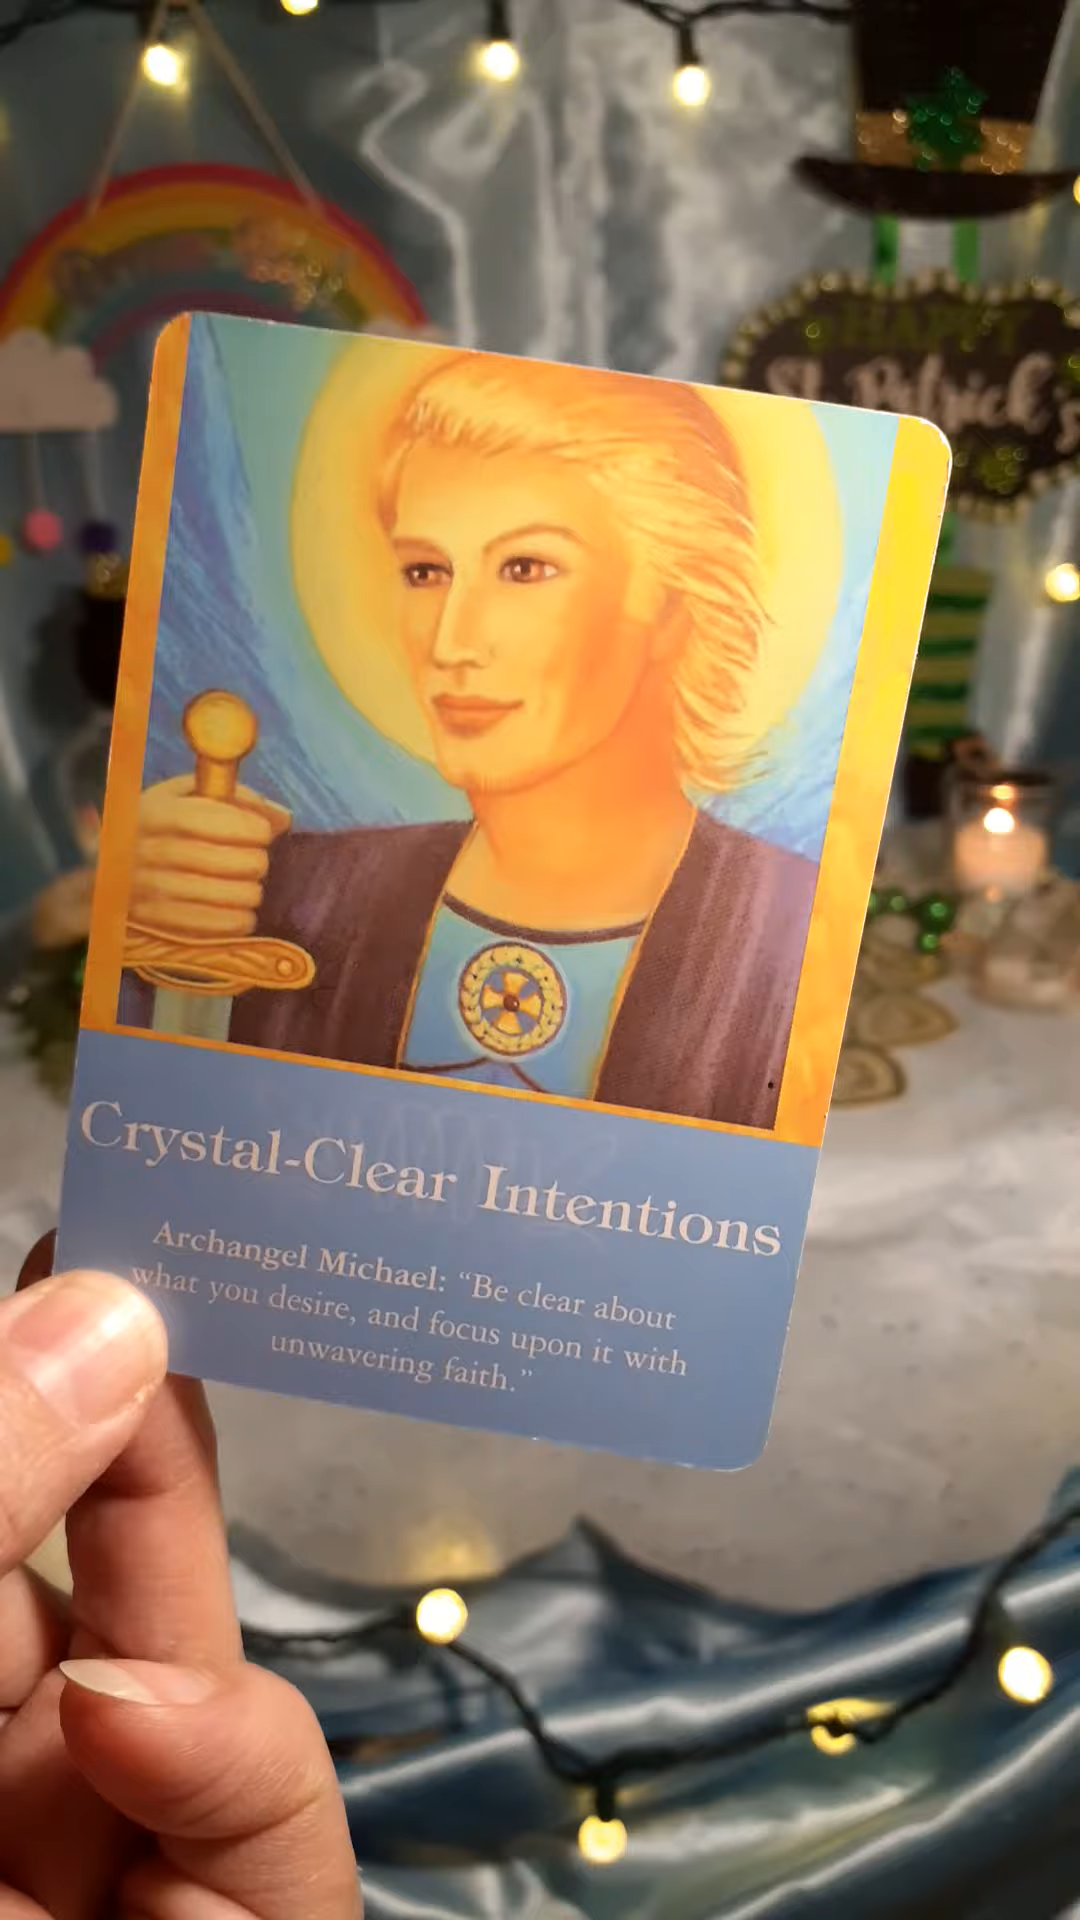 HAPPY
St. Patrick's
Crystal-Clear Intentions
Archangel Michael: “Be clear about
what you desire, and focus upon it with
unwavering faith.”